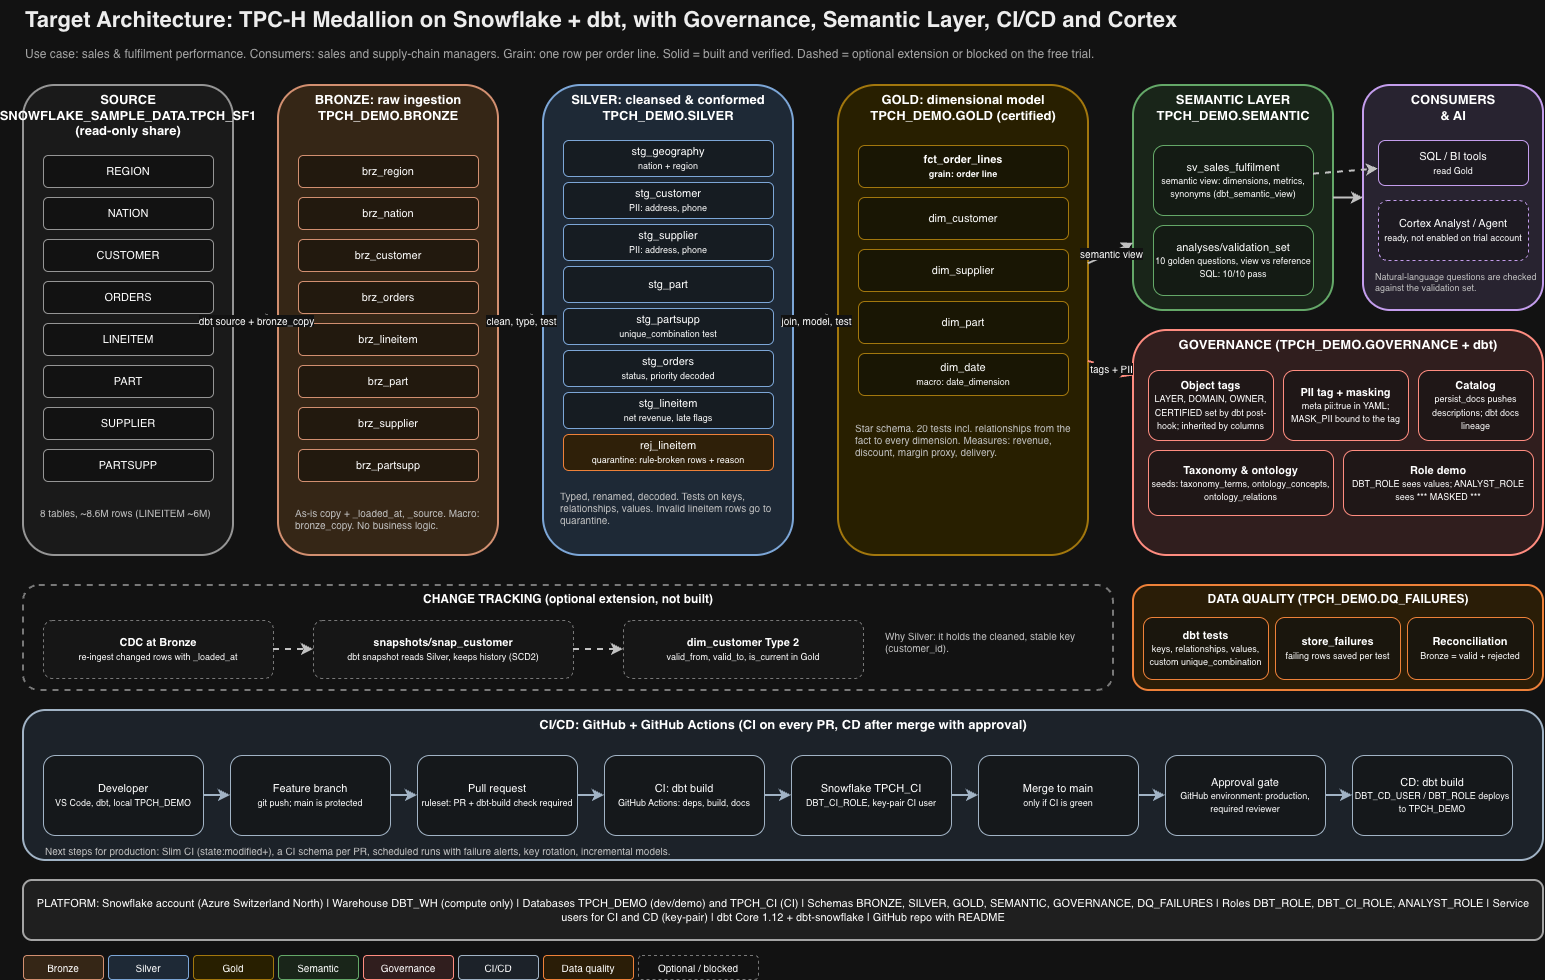 Target Architecture: TPC-H Medallion on Snowflake + dbt, with Governance, Semantic Layer, CI/CD and Cortex
Use case: sales & fulfilment performance. Consumers: sales and supply-chain managers. Grain: one row per order line. Solid = built and verified. Dashed = optional extension or blocked on the free trial.
SOURCE
SNOWFLAKE_SAMPLE_DATA.TPCH_SF1
(read-only share)
REGION
NATION
CUSTOMER
ORDERS
LINEITEM
PART
SUPPLIER
PARTSUPP
8 tables, ~8.6M rows (LINEITEM ~6M)
dbt source + bronze_copy
BRONZE: raw ingestion
TPCH_DEMO.BRONZE
brz_region
brz_nation
brz_customer
brz_orders
brz_lineitem
brz_part
brz_supplier
brz_partsupp
As-is copy + _loaded_at, _source. Macro:
bronze_copy. No business logic.
clean, type, test
SILVER: cleansed & conformed
TPCH_DEMO.SILVER
stg_geography
nation + region
stg_customer
PII: address, phone
stg_supplier
PII: address, phone
stg_part
stg_partsupp
unique_combination test
stg_orders
status, priority decoded
stg_lineitem
net revenue, late flags
rej_lineitem
quarantine: rule-broken rows + reason
Typed, renamed, decoded. Tests on keys,
relationships, values. Invalid lineitem rows go to
quarantine.
join, model, test
GOLD: dimensional model
TPCH_DEMO.GOLD (certified)
fct_order_lines
grain: order line
dim_customer
dim_supplier
dim_part
dim_date
macro: date_dimension
Star schema. 20 tests incl. relationships from the
fact to every dimension. Measures: revenue,
discount, margin proxy, delivery.
semantic view
tags + PII
SEMANTIC LAYER
TPCH_DEMO.SEMANTIC
sv_sales_fulfilment
semantic view: dimensions, metrics,
synonyms (dbt_semantic_view)
analyses/validation_set
10 golden questions, view vs reference
SQL: 10/10 pass
CONSUMERS
& AI
SQL / BI tools
read Gold
Cortex Analyst / Agent
ready, not enabled on trial account
Natural-language questions are checked
against the validation set.
GOVERNANCE (TPCH_DEMO.GOVERNANCE + dbt)
Object tags
LAYER, DOMAIN, OWNER,
CERTIFIED set by dbt post-
hook; inherited by columns
PII tag + masking
meta pii:true in YAML;
MASK_PII bound to the tag
Catalog
persist_docs pushes
descriptions; dbt docs
lineage
Taxonomy & ontology
seeds: taxonomy_terms, ontology_concepts,
ontology_relations
Role demo
DBT_ROLE sees values; ANALYST_ROLE
sees *** MASKED ***
CHANGE TRACKING (optional extension, not built)
CDC at Bronze
re-ingest changed rows with _loaded_at
snapshots/snap_customer
dbt snapshot reads Silver, keeps history (SCD2)
dim_customer Type 2
valid_from, valid_to, is_current in Gold
Why Silver: it holds the cleaned, stable key
(customer_id).
DATA QUALITY (TPCH_DEMO.DQ_FAILURES)
dbt tests
keys, relationships, values,
custom unique_combination
store_failures
failing rows saved per test
Reconciliation
Bronze = valid + rejected
CI/CD: GitHub + GitHub Actions (CI on every PR, CD after merge with approval)
Developer
VS Code, dbt, local TPCH_DEMO
Feature branch
git push; main is protected
Pull request
ruleset: PR + dbt-build check required
CI: dbt build
GitHub Actions: deps, build, docs
Snowflake TPCH_CI
DBT_CI_ROLE, key-pair CI user
Merge to main
only if CI is green
Approval gate
GitHub environment: production,
required reviewer
CD: dbt build
DBT_CD_USER / DBT_ROLE deploys
to TPCH_DEMO
Next steps for production: Slim CI (state:modified+), a CI schema per PR, scheduled runs with failure alerts, key rotation, incremental models.
PLATFORM: Snowflake account (Azure Switzerland North) | Warehouse DBT_WH (compute only) | Databases TPCH_DEMO (dev/demo) and TPCH_CI (CI) | Schemas BRONZE, SILVER, GOLD, SEMANTIC, GOVERNANCE, DQ_FAILURES | Roles DBT_ROLE, DBT_CI_ROLE, ANALYST_ROLE | Service
users for CI and CD (key-pair) | dbt Core 1.12 + dbt-snowflake | GitHub repo with README
Bronze
Silver
Gold
Semantic
Governance
CI/CD
Data quality
Optional / blocked